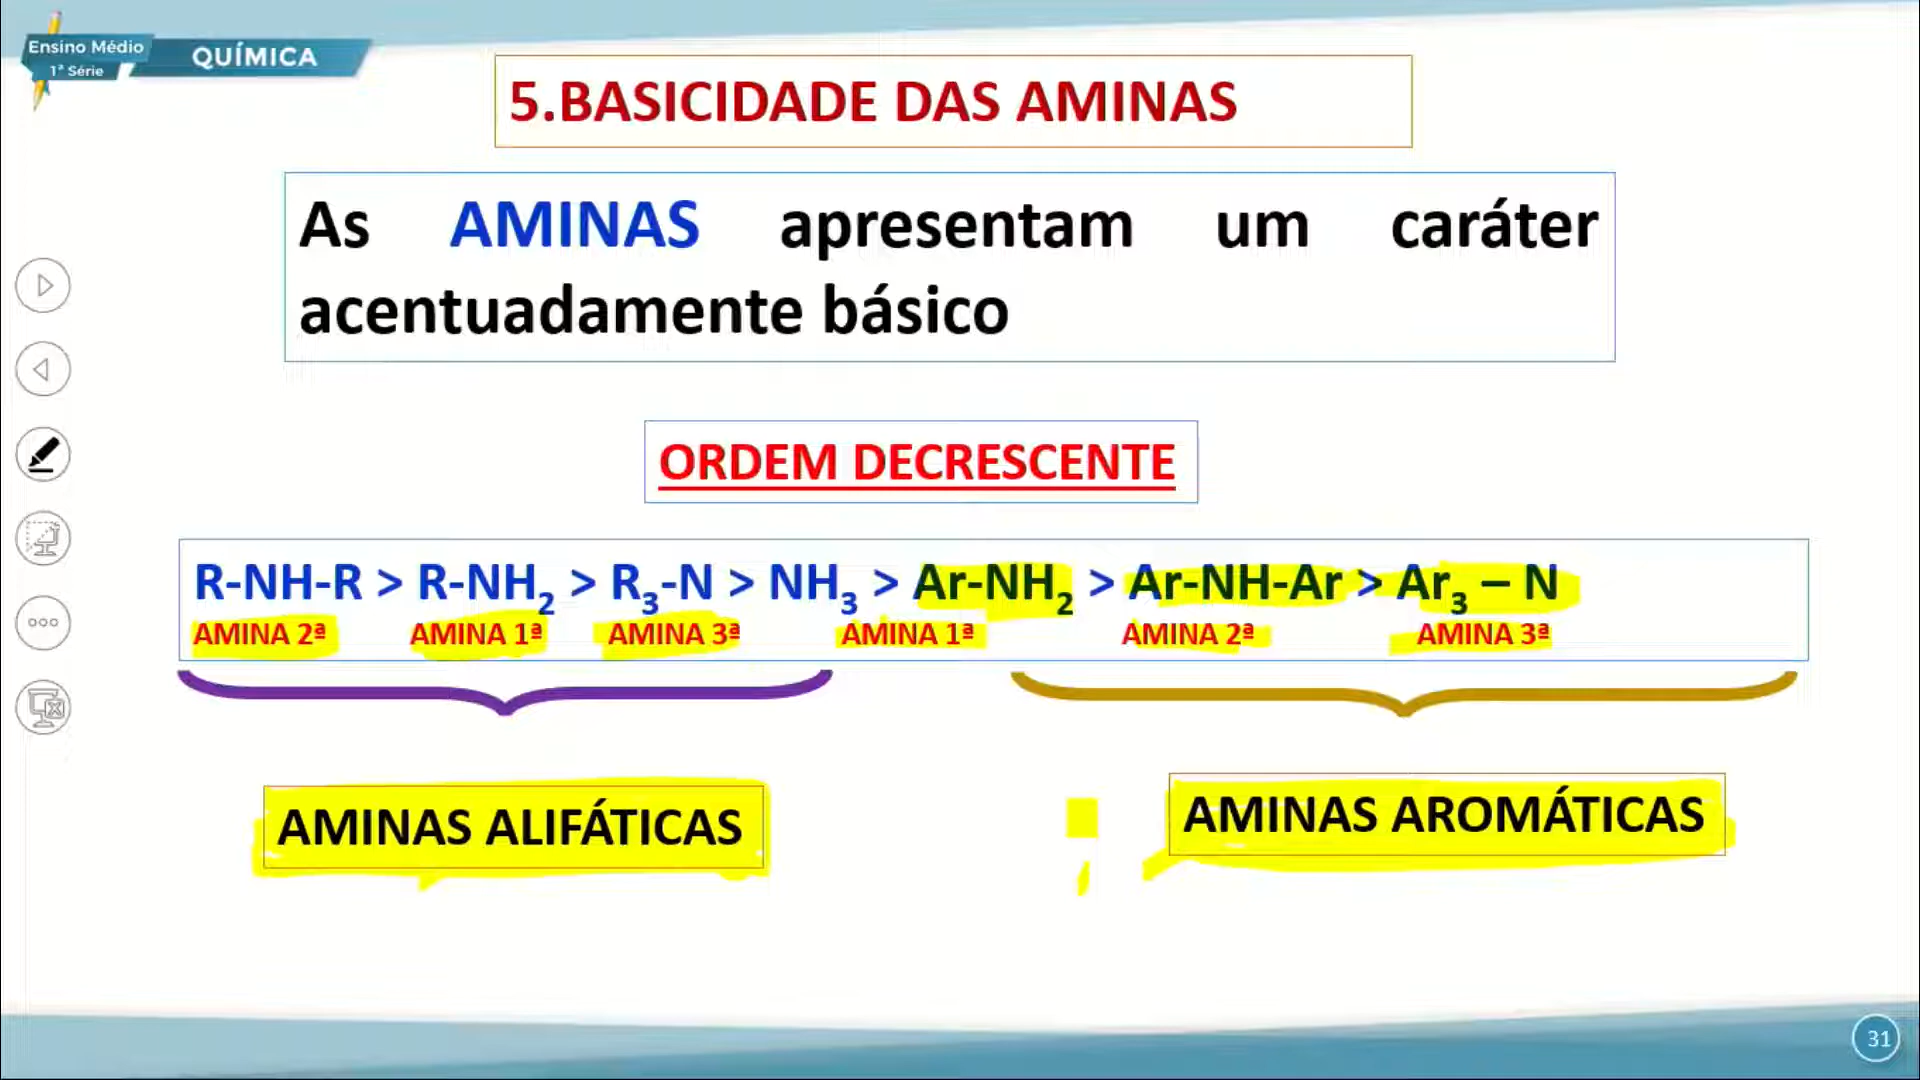 Ensino Médio
1ª Série
QUÍMICA
5.BASICIDADE DAS AMINAS
As AMINAS apresentam um caráter
acentuadamente básico
ORDEM DECRESCENTE
R-NH-R > R-NH₂ > R₃-N > NH₃ > Ar-NH₂ > Ar-NH-Ar > Ar₃ – N
AMINA 2ª AMINA 1ª AMINA 3ª AMINA 1ª AMINA 2ª AMINA 3ª
AMINAS ALIFÁTICAS
AMINAS AROMÁTICAS
31